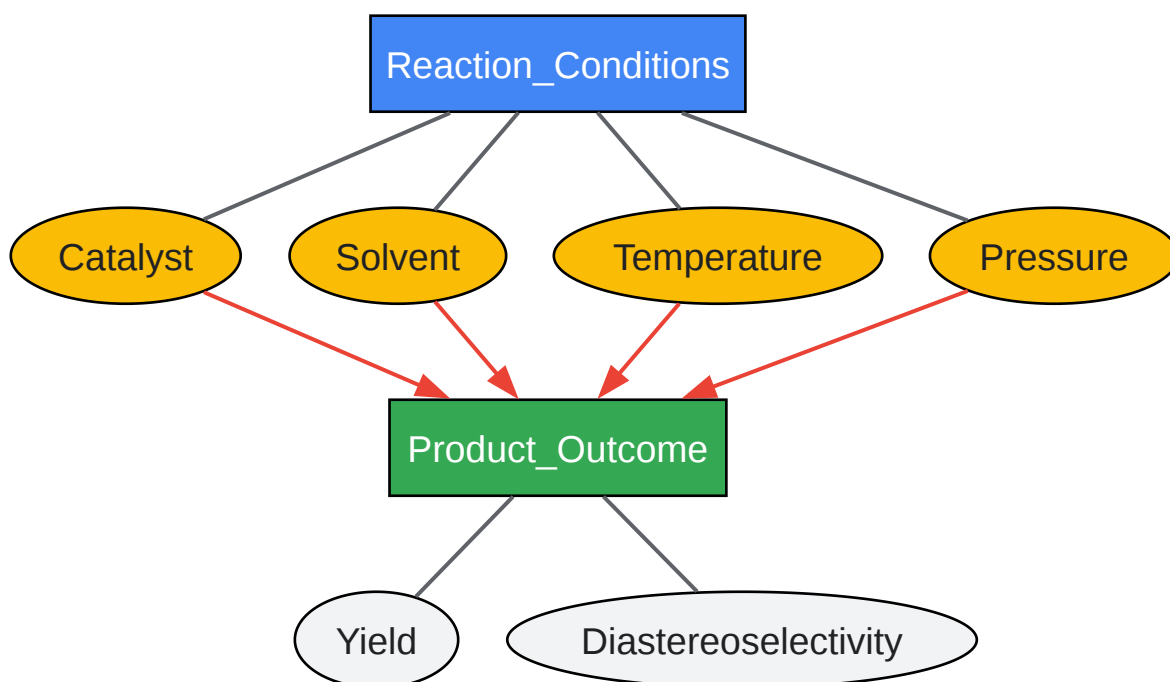 Reaction_Conditions
Catalyst
Solvent
Temperature
Pressure
Product_Outcome
Yield
Diastereoselectivity